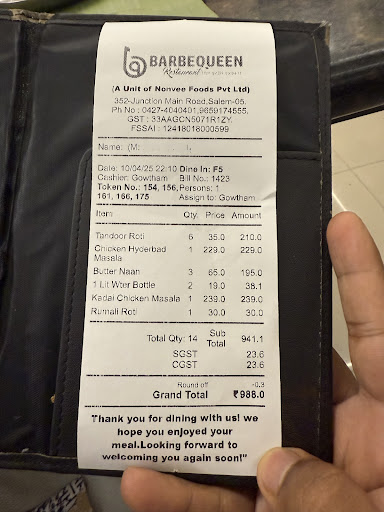 BARBEQUEEN
Restaurant
(A Unit of Nonvee Foods Pvt Ltd)
352-Junction Main Road,Salem-05.
Ph No : 0427-4040401,9659174555.
GST : 33AAGCN5071R1ZY.
FSSAI : 12418018000599
Name: (M:
Date: 10/04/25 22:10 Dine In: F5
Cashier: Gowtham Bill No.: 1423
Token No.: 154, 156, Persons: 1
161, 166, 175 Assign to: Gowtham
Item Qty. Price Amount
Tandoor Roti 6 35.0 210.0
Chicken Hyderbad 1 229.0 229.0
Masala
Butter Naan 3 65.0 195.0
1 Lit Wter Bottle 2 19.0 38.1
Kadai Chicken Masala 1 239.0 239.0
Rumali Roti 1 30.0 30.0
Total Qty: 14 Sub Total 941.1
SGST 23.6
CGST 23.6
Round off -0.3
Grand Total ₹988.0
Thank you for dining with us! we
hope you enjoyed your
meal.Looking forward to
welcoming you again soon!"